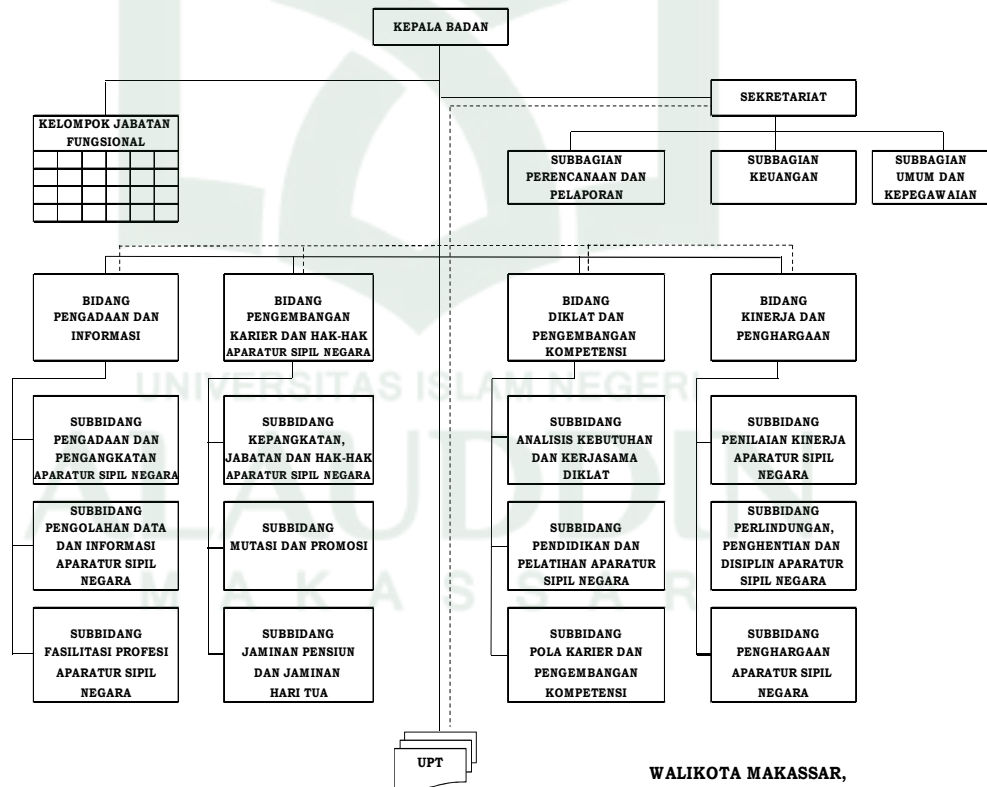 KEPALA BADAN
SEKRETARIAT
KELOMPOK JABATAN
FUNGSIONAL
SUBBAGIAN
PERENCANAAN DAN
PELAPORAN
SUBBAGIAN
KEUANGAN
SUBBAGIAN
UMUM DAN
KEPEGAWAIAN
BIDANG
PENGADAAN DAN
INFORMASI
BIDANG
PENGEMBANGAN
KARIER DAN HAK-HAK
APARATUR SIPIL NEGARA
BIDANG
DIKLAT DAN
PENGEMBANGAN
KOMPETENSI
BIDANG
KINERJA DAN
PENGHARGAAN
UNIVERSITAS ISLAM NEGERI
SUBBIDANG
PENGADAAN DAN
PENGANGKATAN
APARATUR SIPIL NEGARA
SUBBIDANG
KEPANGKATAN,
JABATAN DAN HAK-HAK
APARATUR SIPIL NEGARA
SUBBIDANG
ANALISIS KEBUTUHAN
DAN KERJASAMA
DIKLAT
SUBBIDANG
PENILAIAN KINERJA
APARATUR SIPIL
NEGARA
ALAUDDIN
SUBBIDANG
PENGOLAHAN DATA
DAN INFORMASI
APARATUR SIPIL
NEGARA
SUBBIDANG
MUTASI DAN PROMOSI
SUBBIDANG
PENDIDIKAN DAN
PELATIHAN APARATUR
SIPIL NEGARA
SUBBIDANG
PERLINDUNGAN,
PENGHENTIAN DAN
DISIPLIN APARATUR
SIPIL NEGARA
MAKASSAR
SUBBIDANG
FASILITASI PROFESI
APARATUR SIPIL
NEGARA
SUBBIDANG
JAMINAN PENSIUN
DAN JAMINAN
HARI TUA
SUBBIDANG
POLA KARIER DAN
PENGEMBANGAN
KOMPETENSI
SUBBIDANG
PENGHARGAAN
APARATUR SIPIL
NEGARA
UPT
WALIKOTA MAKASSAR,